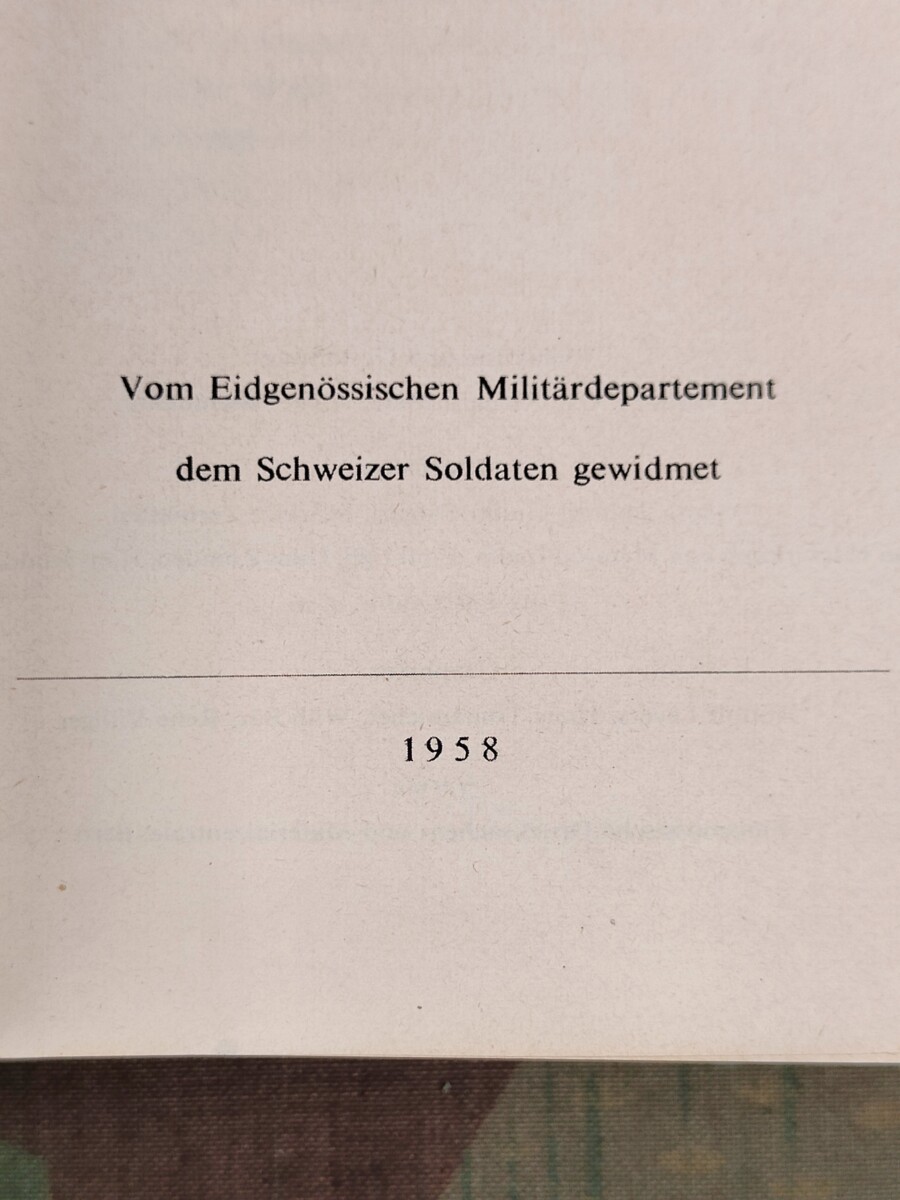 Vom Eidgenössischen Militärdepartement
dem Schweizer Soldaten gewidmet
1958